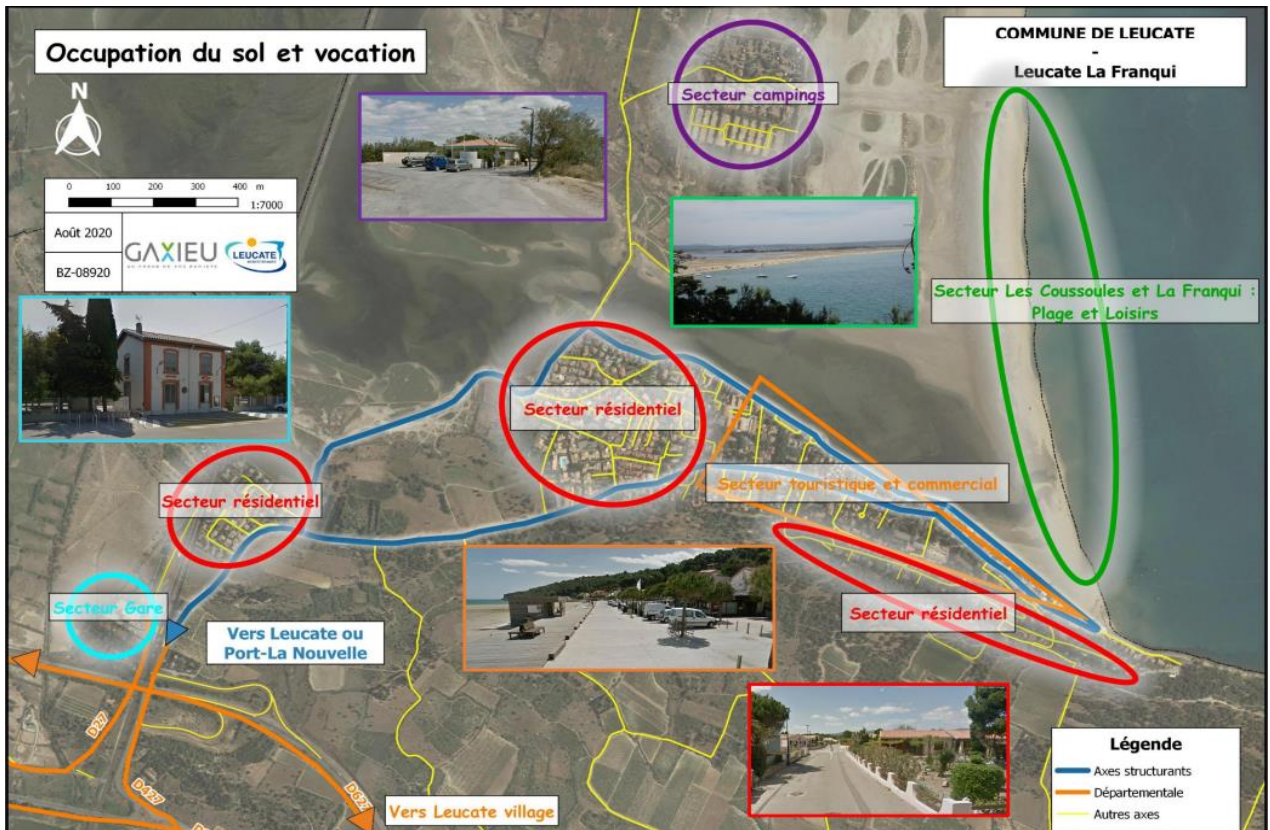 Occupation du sol et vocation
COMMUNE DE LEUCATE
-
Leucate La Franqui
N
0 100 200 300 400 m
1:7000
Août 2020
BZ-08920
GAXIEU
LEUCATE
Secteur campings
Secteur Les Coussoules et La Franqui :
Plage et Loisirs
Secteur résidentiel
Secteur touristique et commercial
Secteur résidentiel
Secteur résidentiel
Secteur Gare
Vers Leucate ou
Port-La Nouvelle
D27
D427
D627
Vers Leucate village
Légende
Axes structurants
Départementale
Autres axes